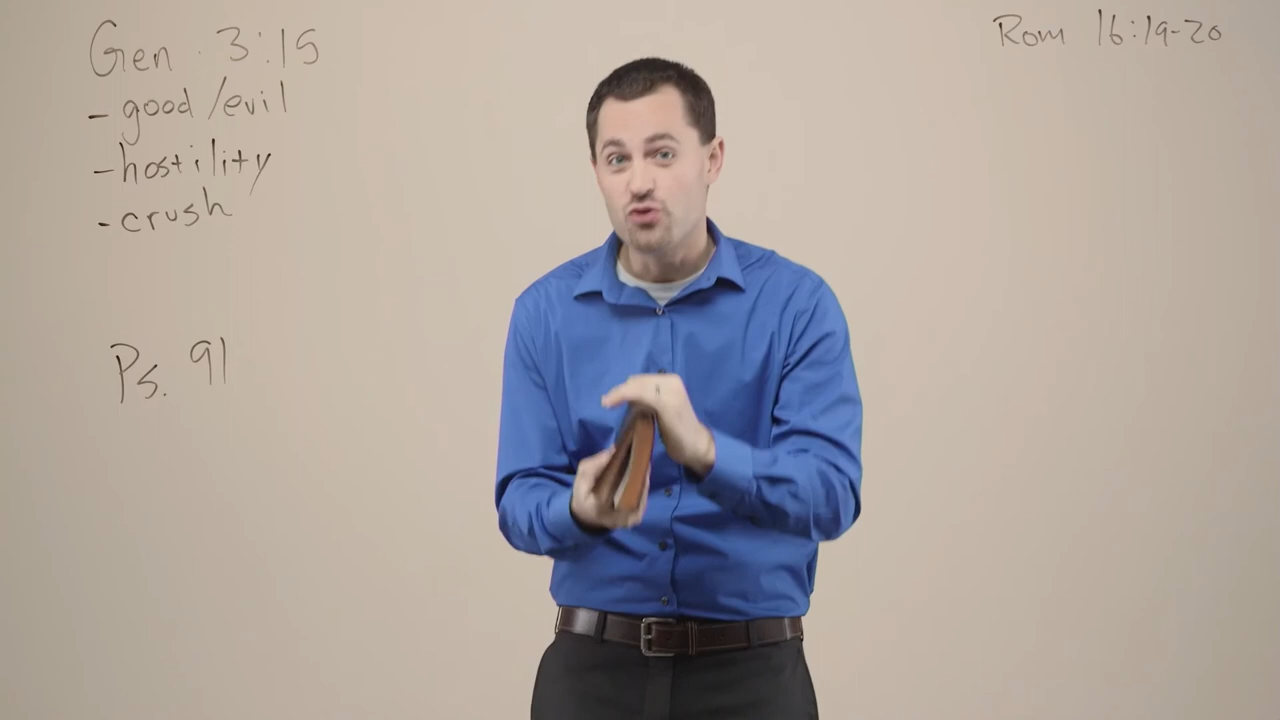 Gen 3:15
- good/evil
- hostility
- crush
Ps. 91
Rom 16:19-20